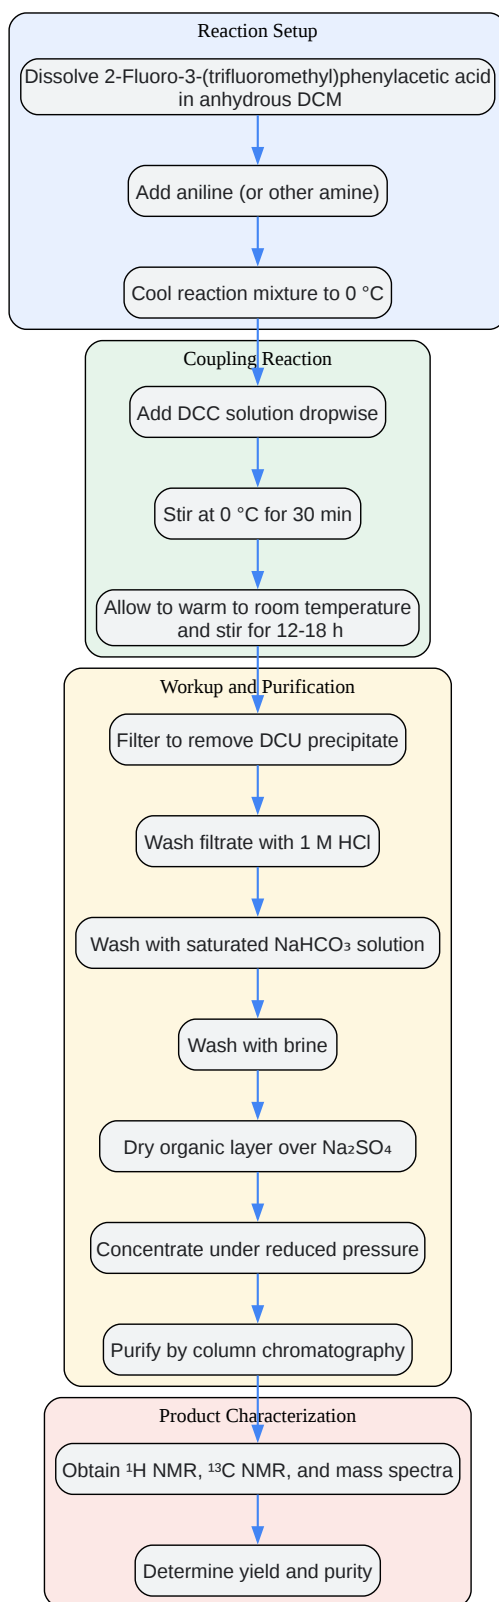 Reaction Setup
Dissolve 2-Fluoro-3-(trifluoromethyl)phenylacetic acid
in anhydrous DCM
Add aniline (or other amine)
Cool reaction mixture to 0 °C
Coupling Reaction
Add DCC solution dropwise
Stir at 0 °C for 30 min
Allow to warm to room temperature
and stir for 12-18 h
Workup and Purification
Filter to remove DCU precipitate
Wash filtrate with 1 M HCl
Wash with saturated NaHCO₃ solution
Wash with brine
Dry organic layer over Na₂SO₄
Concentrate under reduced pressure
Purify by column chromatography
Product Characterization
Obtain ¹H NMR, ¹³C NMR, and mass spectra
Determine yield and purity